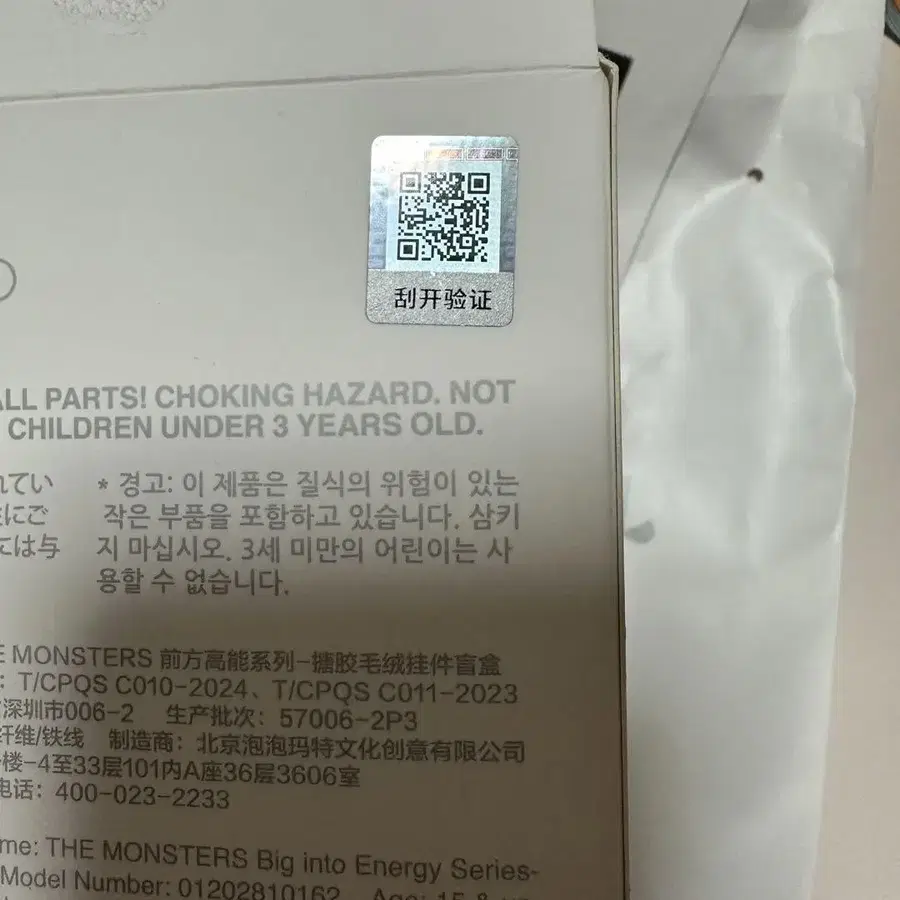 刮开验证
ALL PARTS! CHOKING HAZARD. NOT
CHILDREN UNDER 3 YEARS OLD.
れてい
にご
には与
* 경고: 이 제품은 질식의 위험이 있는
작은 부품을 포함하고 있습니다. 삼키
지 마십시오. 3세 미만의 어린이는 사
용할 수 없습니다.
E MONSTERS 前方高能系列-搪胶毛绒挂件盲盒
: T/CPQS C010-2024、T/CPQS C011-2023
深圳市006-2 生产批次: 57006-2P3
纤维/铁线 制造商: 北京泡泡玛特文化创意有限公司
楼-4至33层101内A座36层3606室
电话: 400-023-2233
me: THE MONSTERS Big into Energy Series-
Model Number: 01202810162 Age: 15 &